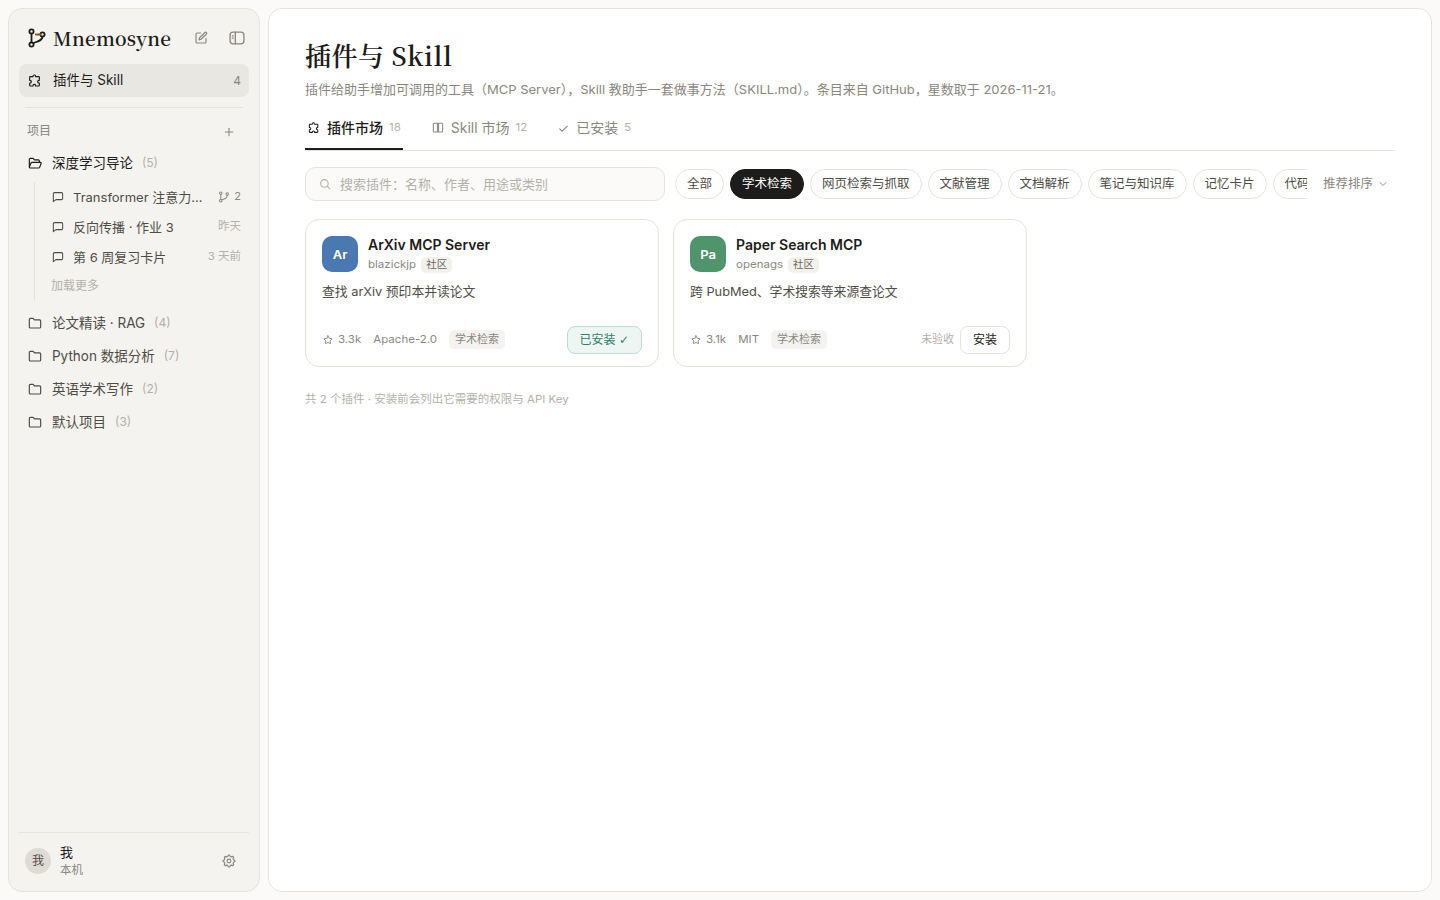 Mnemosyne
插件与 Skill 4
项目
深度学习导论 (5)
Transformer 注意力... 2
反向传播 · 作业 3 昨天
第 6 周复习卡片 3 天前
加载更多
论文精读 · RAG (4)
Python 数据分析 (7)
英语学术写作 (2)
默认项目 (3)
我 我
本机
插件与 Skill
插件给助手增加可调用的工具（MCP Server），Skill 教助手一套做事方法（SKILL.md）。条目来自 GitHub，星数取于 2026-11-21。
插件市场 18 Skill 市场 12 已安装 5
搜索插件：名称、作者、用途或类别 全部 学术检索 网页检索与抓取 文献管理 文档解析 笔记与知识库 记忆卡片 代码 推荐排序
Ar ArXiv MCP Server
blazickjp 社区
查找 arXiv 预印本并读论文
3.3k Apache-2.0 学术检索 已安装 ✓
Pa Paper Search MCP
openags 社区
跨 PubMed、学术搜索等来源查论文
3.1k MIT 学术检索 未验收 安装
共 2 个插件 · 安装前会列出它需要的权限与 API Key